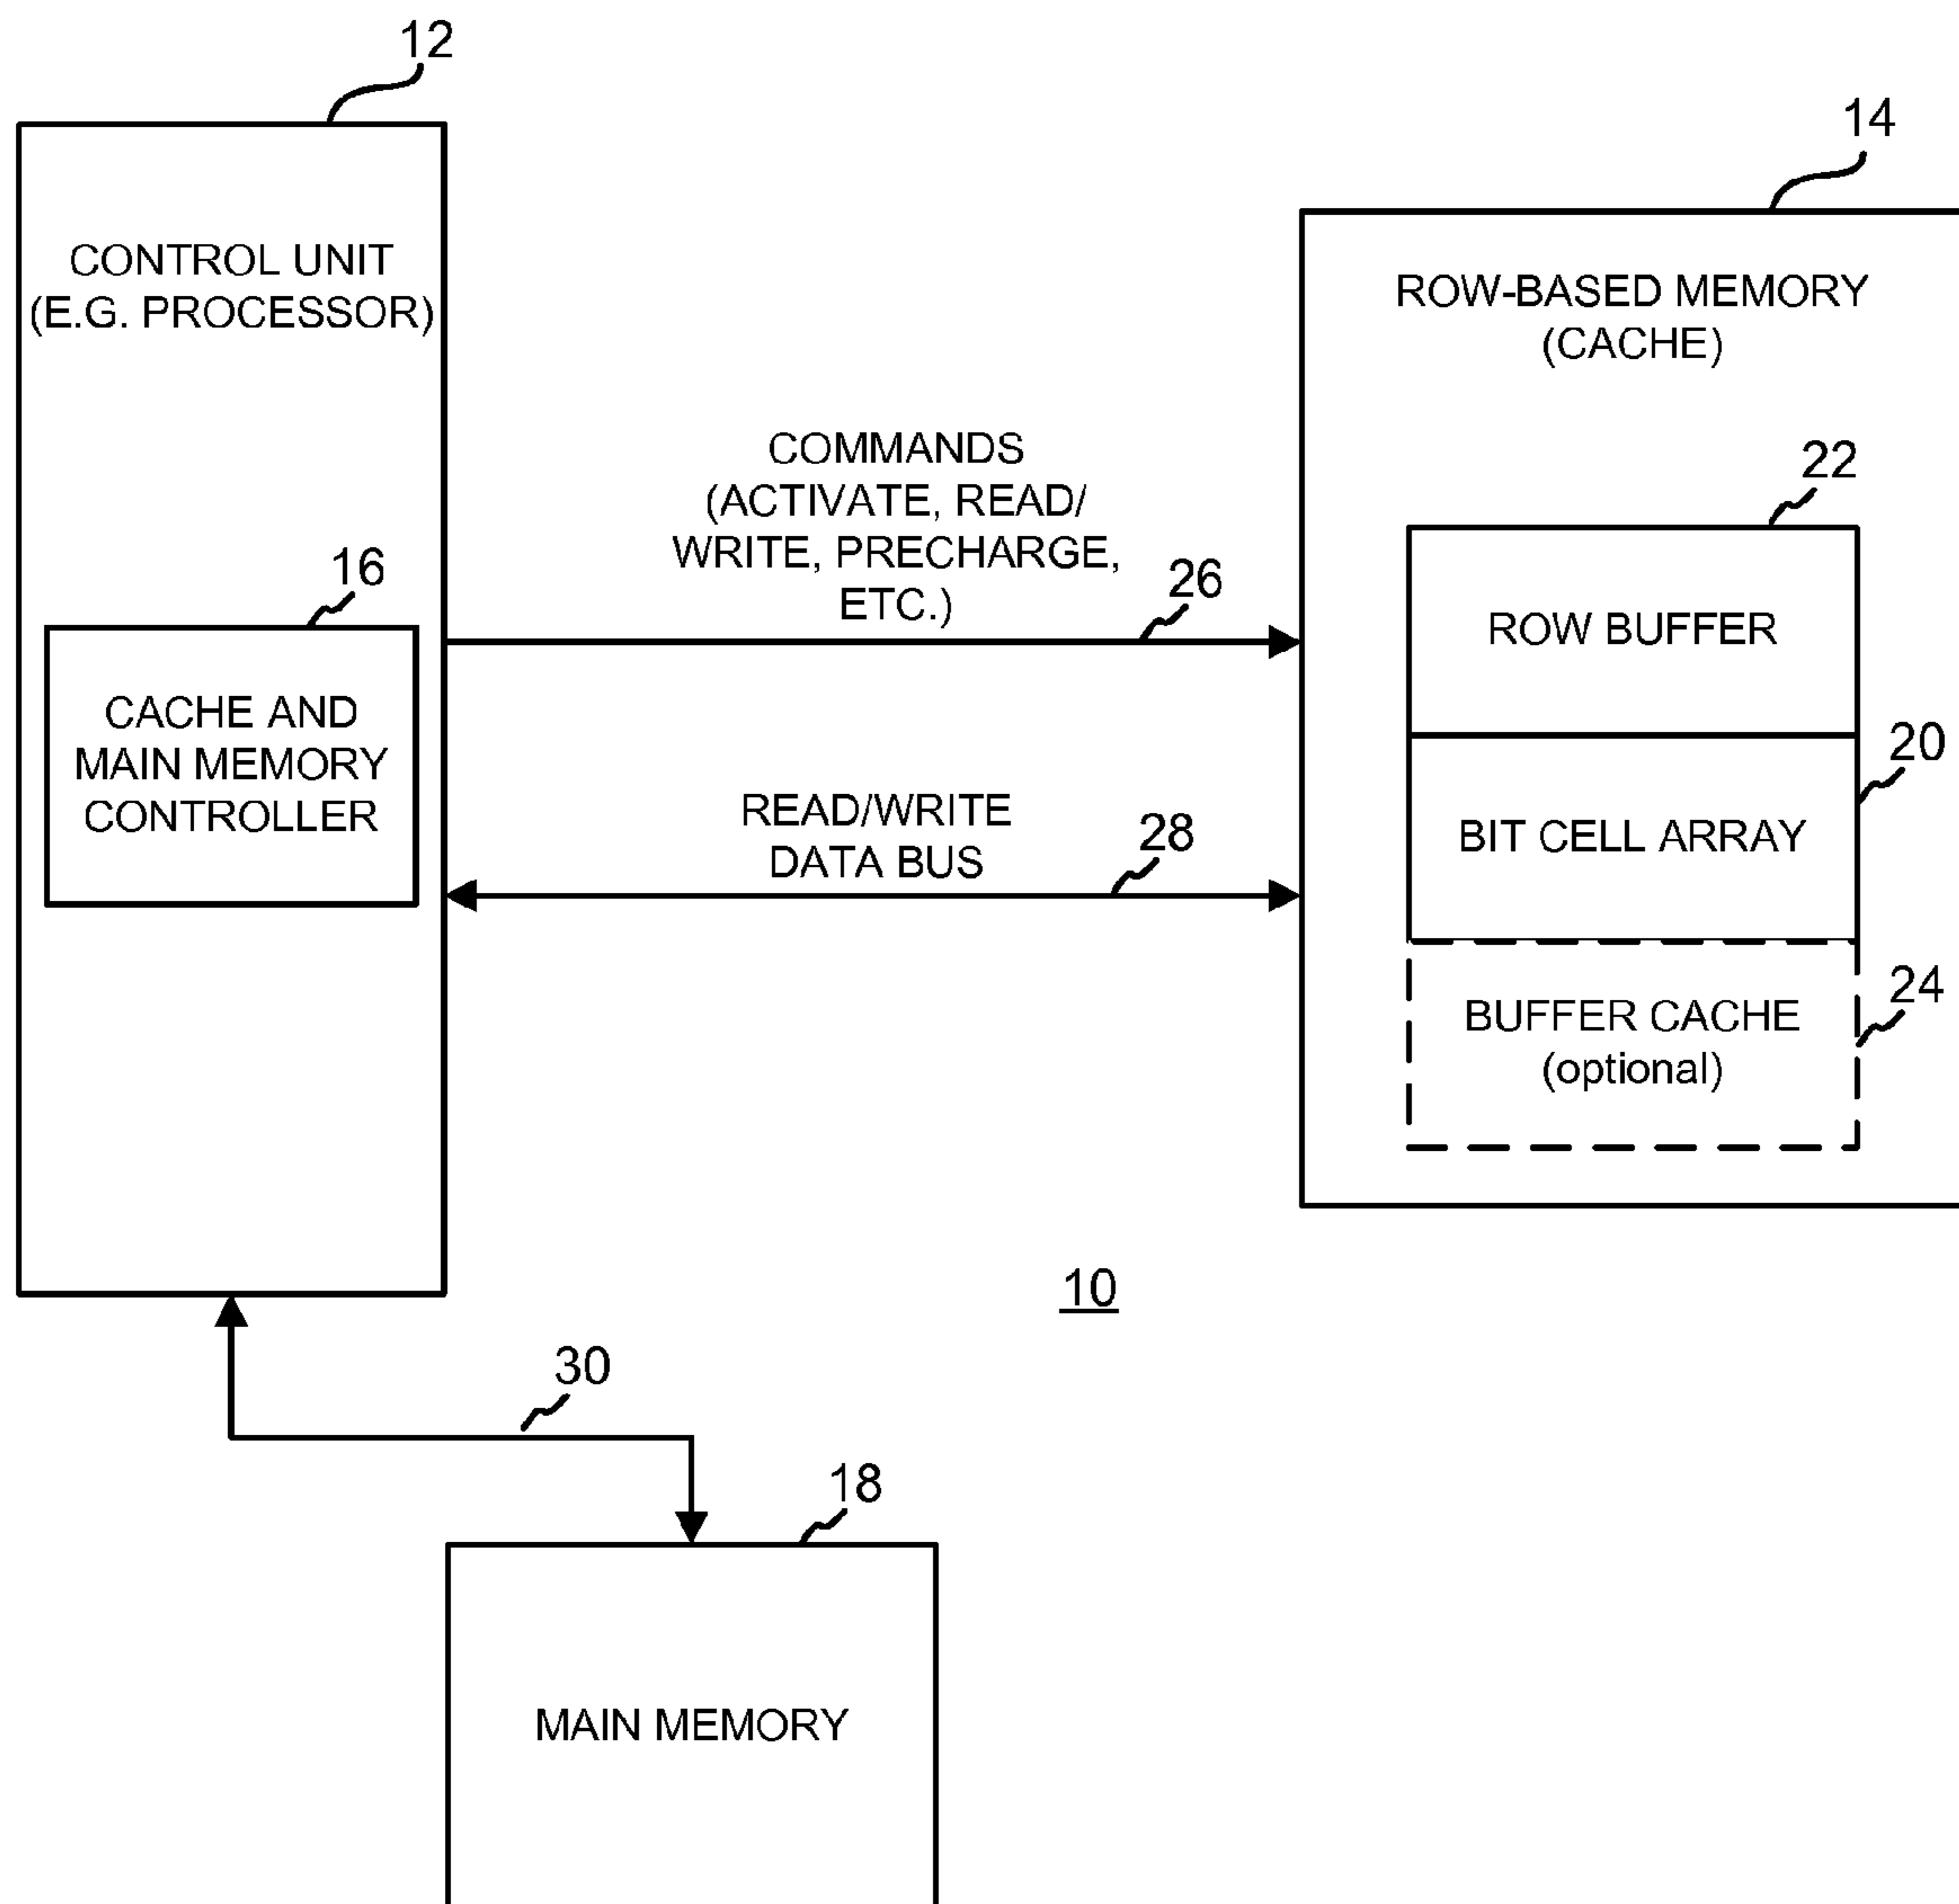 12
14
CONTROL UNIT
(E.G. PROCESSOR)
ROW-BASED MEMORY
(CACHE)
COMMANDS
(ACTIVATE, READ/
WRITE, PRECHARGE,
ETC.)
22
16
26
ROW BUFFER
CACHE AND
MAIN MEMORY
CONTROLLER
20
READ/WRITE
DATA BUS
28
BIT CELL ARRAY
24
BUFFER CACHE
(optional)
10
30
18
MAIN MEMORY